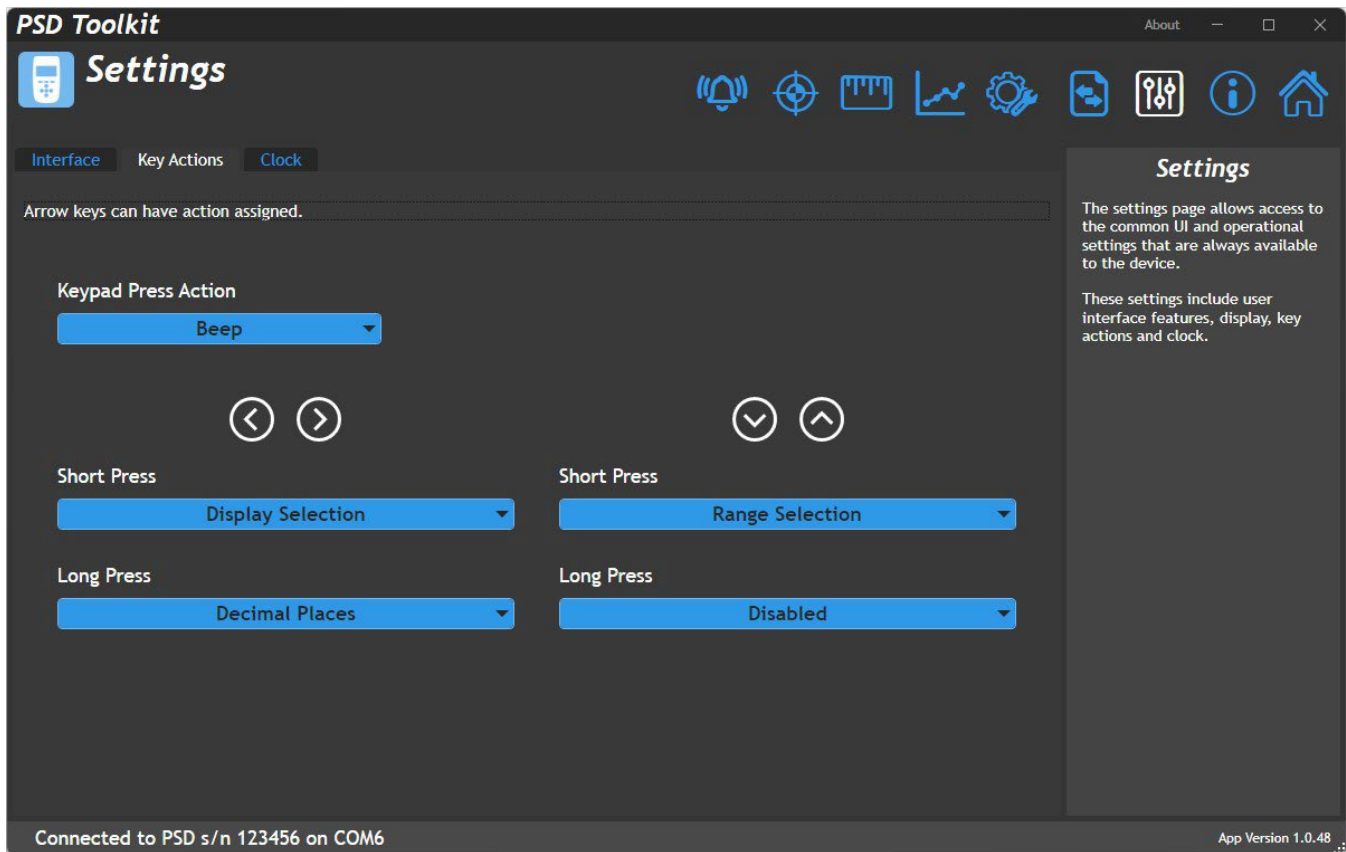 PSD Toolkit
About
Settings
Interface
Key Actions
Clock
Arrow keys can have action assigned.
Keypad Press Action
Beep
Short Press
Display Selection
Long Press
Decimal Places
Short Press
Range Selection
Long Press
Disabled
Settings
The settings page allows access to
the common UI and operational
settings that are always available
to the device.
These settings include user
interface features, display, key
actions and clock.
Connected to PSD s/n 123456 on COM6
App Version 1.0.48